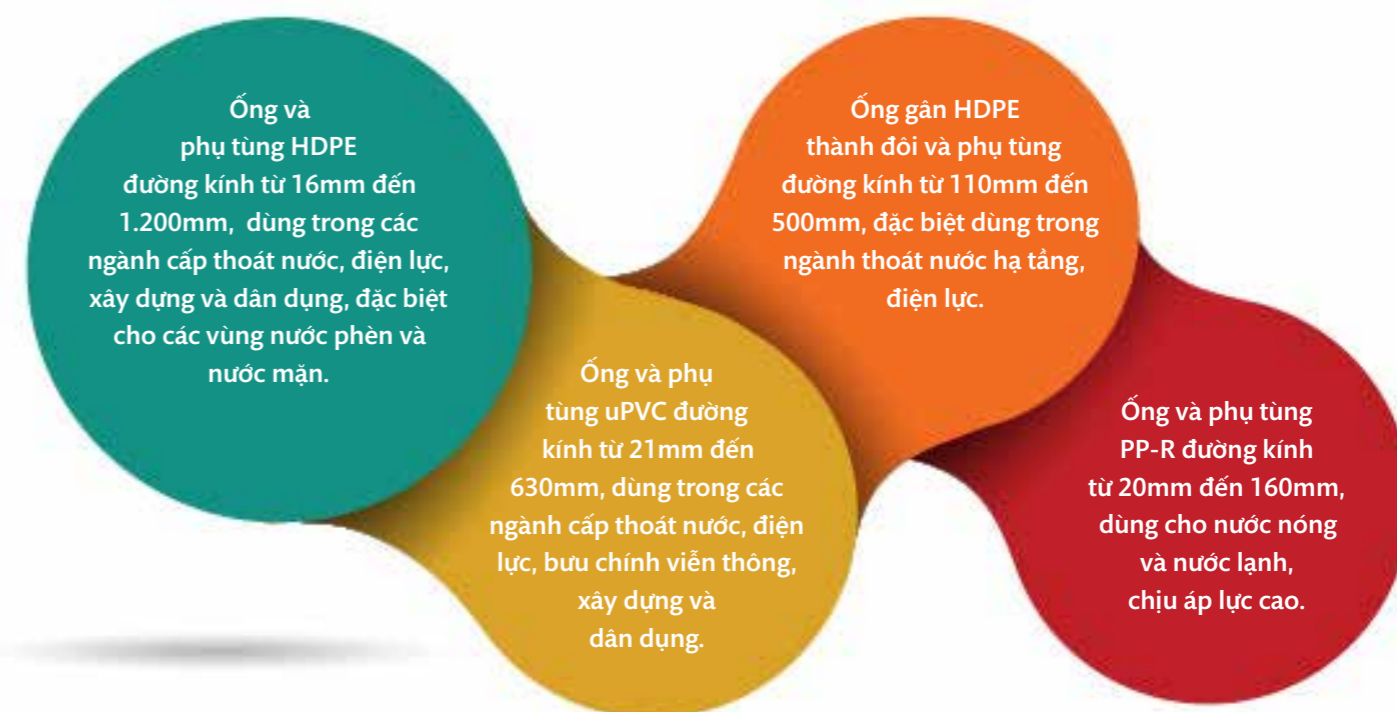 Ống và
phụ tùng HDPE
đường kính từ 16mm đến
1.200mm, dùng trong các
ngành cấp thoát nước, điện lực,
xây dựng và dân dụng, đặc biệt
cho các vùng nước phèn và
nước mặn.
Ống và phụ
tùng uPVC đường
kính từ 21mm đến
630mm, dùng trong các
ngành cấp thoát nước, điện
lực, bưu chính viễn thông,
xây dựng và
dân dụng.
Ống gân HDPE
thành đôi và phụ tùng
đường kính từ 110mm đến
500mm, đặc biệt dùng trong
ngành thoát nước hạ tầng,
điện lực.
Ống và phụ tùng
PP-R đường kính
từ 20mm đến 160mm,
dùng cho nước nóng
và nước lạnh,
chịu áp lực cao.